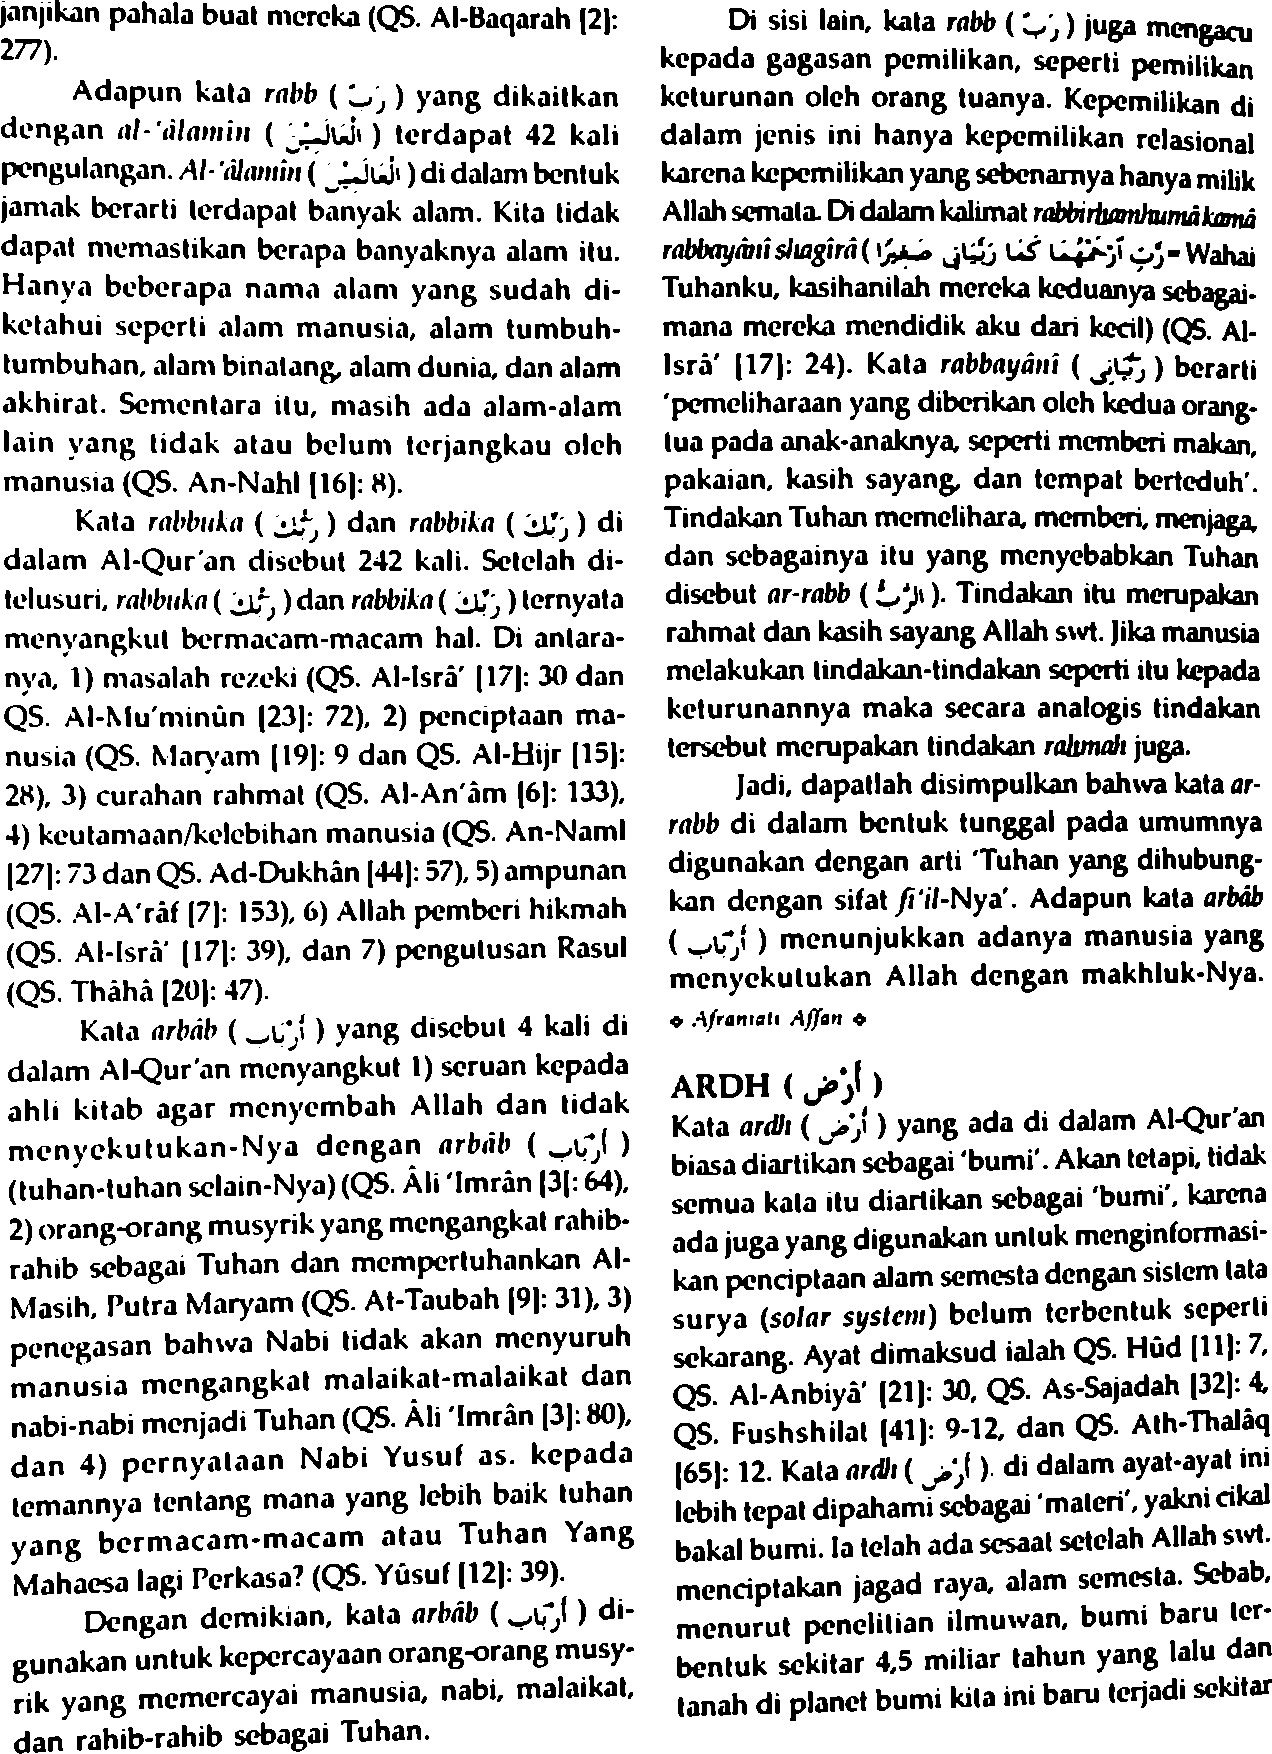 janjikan pahala buat mereka (QS. Al-Baqarah [2]:
277).
Adapun kata rabb ( رَبّ ) yang dikaitkan
dengan al-'âlamîn ( الْعَالَمِيْنَ ) terdapat 42 kali
pengulangan. Al-'âlamîn ( الْعَالَمِيْنَ ) di dalam bentuk
jamak berarti terdapat banyak alam. Kita tidak
dapat memastikan berapa banyaknya alam itu.
Hanya beberapa nama alam yang sudah di-
ketahui seperti alam manusia, alam tumbuh-
tumbuhan, alam binatang, alam dunia, dan alam
akhirat. Sementara itu, masih ada alam-alam
lain yang tidak atau belum terjangkau oleh
manusia (QS. An-Nahl [16]: 8).
Kata rabbuka ( رَبُّكَ ) dan rabbika ( رَبِّكَ ) di
dalam Al-Qur'an disebut 242 kali. Setelah di-
telusuri, rabbuka ( رَبُّكَ ) dan rabbika ( رَبِّكَ ) ternyata
menyangkut bermacam-macam hal. Di antara-
nya, 1) masalah rezeki (QS. Al-Isrâ' [17]: 30 dan
QS. Al-Mu'minûn [23]: 72), 2) penciptaan ma-
nusia (QS. Maryam [19]: 9 dan QS. Al-Hijr [15]:
28), 3) curahan rahmat (QS. Al-An'âm [6]: 133),
4) keutamaan/kelebihan manusia (QS. An-Naml
[27]: 73 dan QS. Ad-Dukhân [44]: 57), 5) ampunan
(QS. Al-A'râf [7]: 153), 6) Allah pemberi hikmah
(QS. Al-Isrâ' [17]: 39), dan 7) pengutusan Rasul
(QS. Thâhâ [20]: 47).
Kata arbâb ( أَرْبَاب ) yang disebut 4 kali di
dalam Al-Qur'an menyangkut 1) seruan kepada
ahli kitab agar menyembah Allah dan tidak
menyekutukan-Nya dengan arbâb ( أَرْبَاب )
(tuhan-tuhan selain-Nya) (QS. Âli 'Imrân [3[: 64),
2) orang-orang musyrik yang mengangkat rahib-
rahib sebagai Tuhan dan mempertuhankan Al-
Masih, Putra Maryam (QS. At-Taubah [9]: 31), 3)
penegasan bahwa Nabi tidak akan menyuruh
manusia mengangkat malaikat-malaikat dan
nabi-nabi menjadi Tuhan (QS. Âli 'Imrân [3]: 80),
dan 4) pernyataan Nabi Yusuf as. kepada
temannya tentang mana yang lebih baik tuhan
yang bermacam-macam atau Tuhan Yang
Mahaesa lagi Perkasa? (QS. Yûsuf [12]: 39).
Dengan demikian, kata arbâb ( أَرْبَاب ) di-
gunakan untuk kepercayaan orang-orang musy-
rik yang memercayai manusia, nabi, malaikat,
dan rahib-rahib sebagai Tuhan.
Di sisi lain, kata rabb ( رَبّ ) juga mengacu
kepada gagasan pemilikan, seperti pemilikan
keturunan oleh orang tuanya. Kepemilikan di
dalam jenis ini hanya kepemilikan relasional
karena kepemilikan yang sebenarnya hanya milik
Allah semata. Di dalam kalimat rabbirhamhumâ kamâ
rabbayânî shagîrâ ( رَبِّ ارْحَمْهُمَا كَمَا رَبَّيَانِي صَغِيْرًا = Wahai
Tuhanku, kasihanilah mereka keduanya sebagai-
mana mereka mendidik aku dari kecil) (QS. Al-
Isrâ' [17]: 24). Kata rabbayânî ( رَبَّيَانِي ) berarti
'pemeliharaan yang diberikan oleh kedua orang-
tua pada anak-anaknya, seperti memberi makan,
pakaian, kasih sayang, dan tempat berteduh'.
Tindakan Tuhan memelihara, memberi, menjaga,
dan sebagainya itu yang menyebabkan Tuhan
disebut ar-rabb ( الرَّبُّ ). Tindakan itu merupakan
rahmat dan kasih sayang Allah swt. Jika manusia
melakukan tindakan-tindakan seperti itu kepada
keturunannya maka secara analogis tindakan
tersebut merupakan tindakan rahmah juga.
Jadi, dapatlah disimpulkan bahwa kata ar-
rabb di dalam bentuk tunggal pada umumnya
digunakan dengan arti 'Tuhan yang dihubung-
kan dengan sifat fi'il-Nya'. Adapun kata arbâb
( أَرْبَاب ) menunjukkan adanya manusia yang
menyekutukan Allah dengan makhluk-Nya.
❖ Aframati Affan ❖
ARDH ( أَرْض )
Kata ardh ( أَرْض ) yang ada di dalam Al-Qur'an
biasa diartikan sebagai 'bumi'. Akan tetapi, tidak
semua kata itu diartikan sebagai 'bumi', karena
ada juga yang digunakan untuk menginformasi-
kan penciptaan alam semesta dengan sistem tata
surya (solar system) belum terbentuk seperti
sekarang. Ayat dimaksud ialah QS. Hûd [11]: 7,
QS. Al-Anbiyâ' [21]: 30, QS. As-Sajadah [32]: 4,
QS. Fushshilat [41]: 9-12, dan QS. Ath-Thalâq
[65]: 12. Kata ardh ( أَرْض ). di dalam ayat-ayat ini
lebih tepat dipahami sebagai 'materi', yakni cikal
bakal bumi. Ia telah ada sesaat setelah Allah swt.
menciptakan jagad raya, alam semesta. Sebab,
menurut penelitian ilmuwan, bumi baru ter-
bentuk sekitar 4,5 miliar tahun yang lalu dan
tanah di planet bumi kita ini baru terjadi sekitar